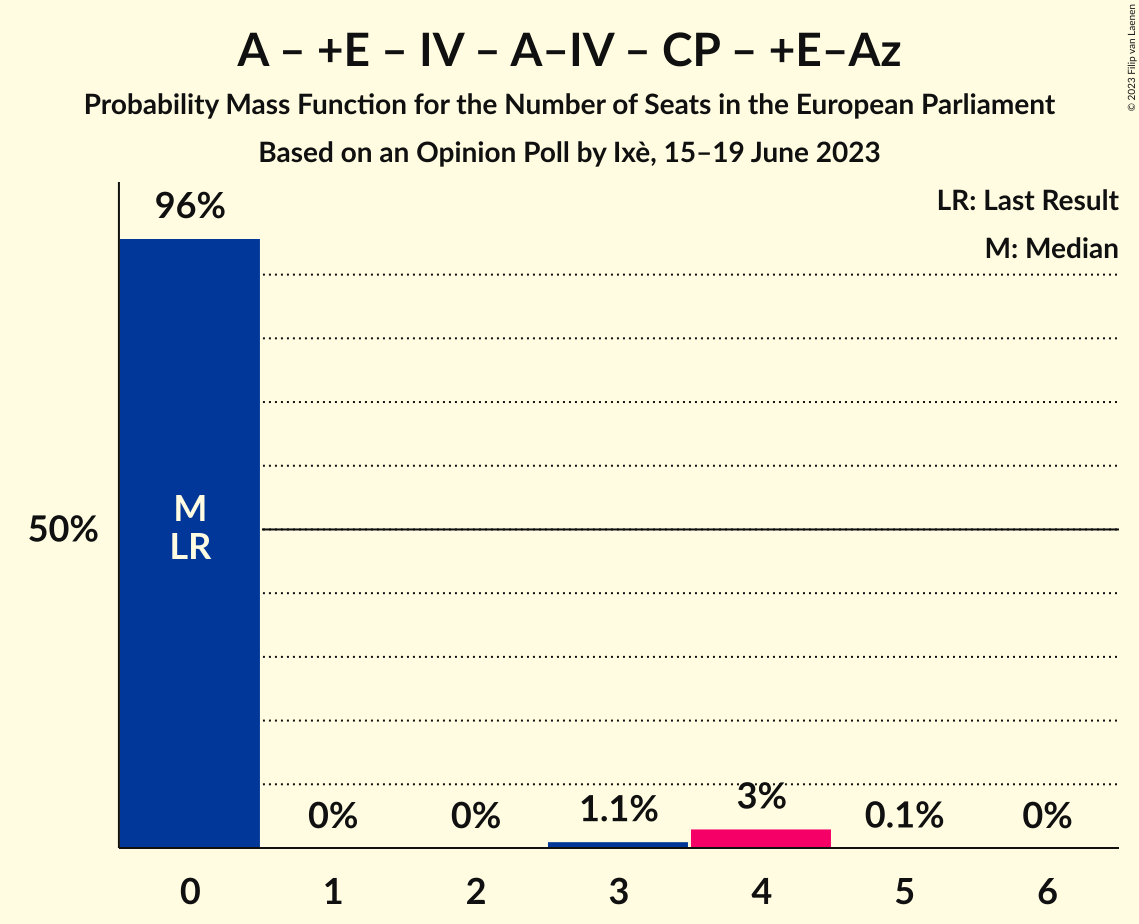 A – +E – IV – A–IV – CP – +E–Az
Probability Mass Function for the Number of Seats in the European Parliament
Based on an Opinion Poll by Ixè, 15–19 June 2023
© 2023 Filip van Laenen
LR: Last Result
M: Median
96%
50%
M
LR
0%
0%
1.1%
3%
0.1%
0%
0
1
2
3
4
5
6